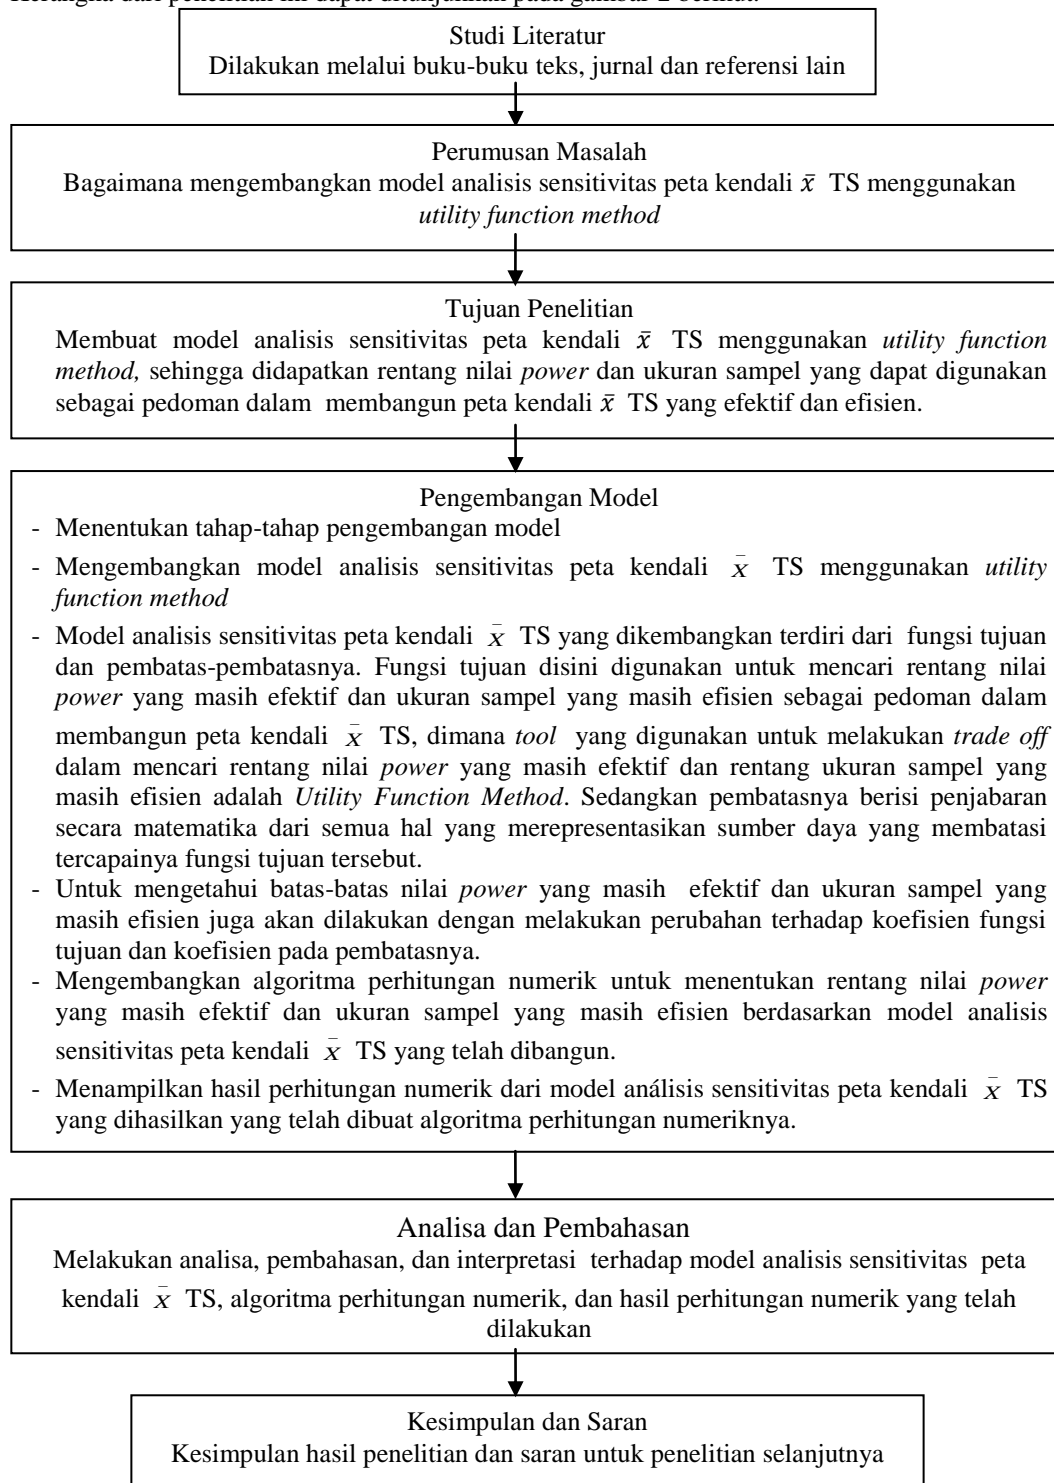 Kerangka dari penelitian ini dapat ditunjukkan pada gambar 2 berikut.
Studi Literatur
Dilakukan melalui buku-buku teks, jurnal dan referensi lain
Perumusan Masalah
Bagaimana mengembangkan model analisis sensitivitas peta kendali x̄ TS menggunakan
utility function method
Tujuan Penelitian
Membuat model analisis sensitivitas peta kendali x̄ TS menggunakan utility function
method, sehingga didapatkan rentang nilai power dan ukuran sampel yang dapat digunakan
sebagai pedoman dalam membangun peta kendali x̄ TS yang efektif dan efisien.
Pengembangan Model
- Menentukan tahap-tahap pengembangan model
- Mengembangkan model analisis sensitivitas peta kendali x̄ TS menggunakan utility
function method
- Model analisis sensitivitas peta kendali x̄ TS yang dikembangkan terdiri dari fungsi tujuan
dan pembatas-pembatasnya. Fungsi tujuan disini digunakan untuk mencari rentang nilai
power yang masih efektif dan ukuran sampel yang masih efisien sebagai pedoman dalam
membangun peta kendali x̄ TS, dimana tool yang digunakan untuk melakukan trade off
dalam mencari rentang nilai power yang masih efektif dan rentang ukuran sampel yang
masih efisien adalah Utility Function Method. Sedangkan pembatasnya berisi penjabaran
secara matematika dari semua hal yang merepresentasikan sumber daya yang membatasi
tercapainya fungsi tujuan tersebut.
- Untuk mengetahui batas-batas nilai power yang masih efektif dan ukuran sampel yang
masih efisien juga akan dilakukan dengan melakukan perubahan terhadap koefisien fungsi
tujuan dan koefisien pada pembatasnya.
- Mengembangkan algoritma perhitungan numerik untuk menentukan rentang nilai power
yang masih efektif dan ukuran sampel yang masih efisien berdasarkan model analisis
sensitivitas peta kendali x̄ TS yang telah dibangun.
- Menampilkan hasil perhitungan numerik dari model análisis sensitivitas peta kendali x̄ TS
yang dihasilkan yang telah dibuat algoritma perhitungan numeriknya.
Analisa dan Pembahasan
Melakukan analisa, pembahasan, dan interpretasi terhadap model analisis sensitivitas peta
kendali x̄ TS, algoritma perhitungan numerik, dan hasil perhitungan numerik yang telah
dilakukan
Kesimpulan dan Saran
Kesimpulan hasil penelitian dan saran untuk penelitian selanjutnya